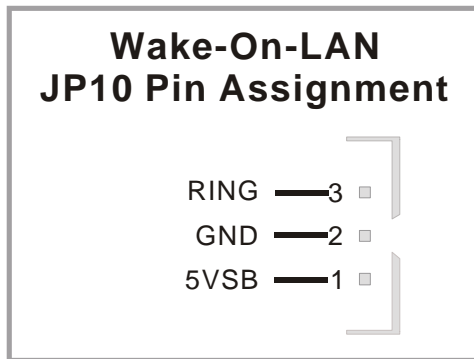 Wake-On-LAN
JP10 Pin Assignment
RING 3
GND 2
5VSB 1